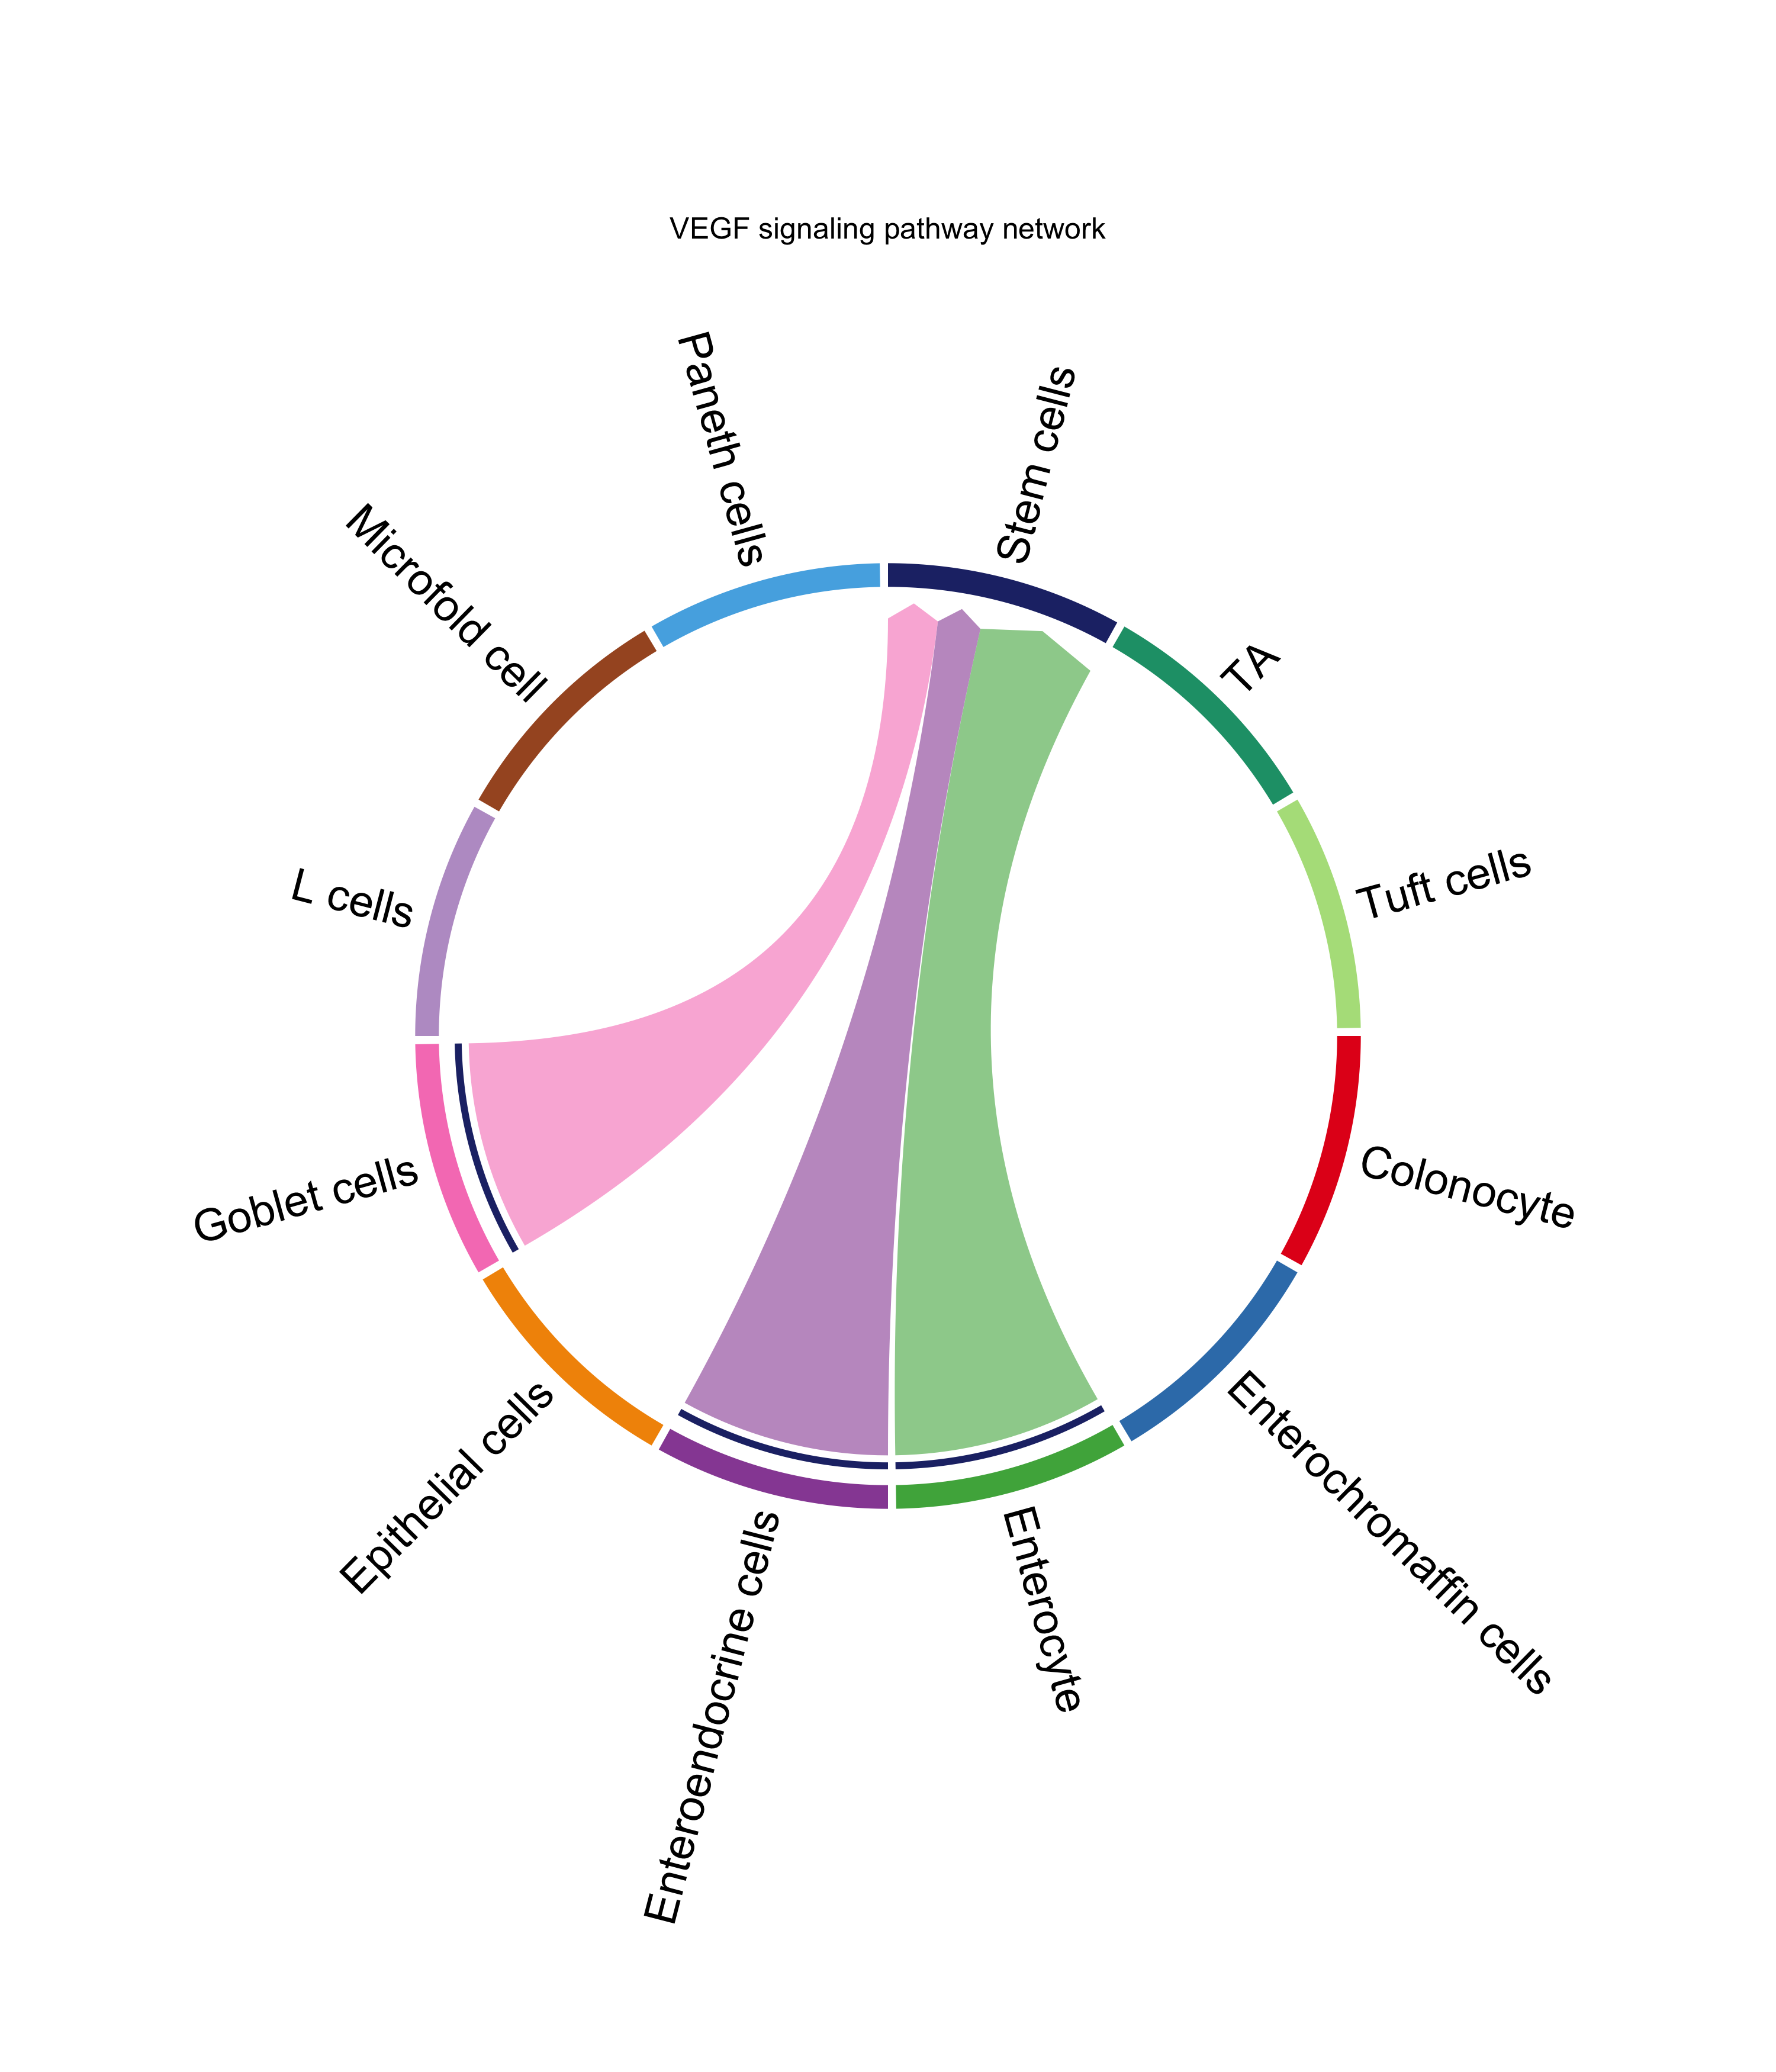 VEGF signaling pathway network
Paneth cells
Stem cells
Microfold cell
TA
L cells
Tuft cells
Goblet cells
Colonocyte
Epithelial cells
Enterochromaffin cells
Enteroendocrine cells
Enterocyte